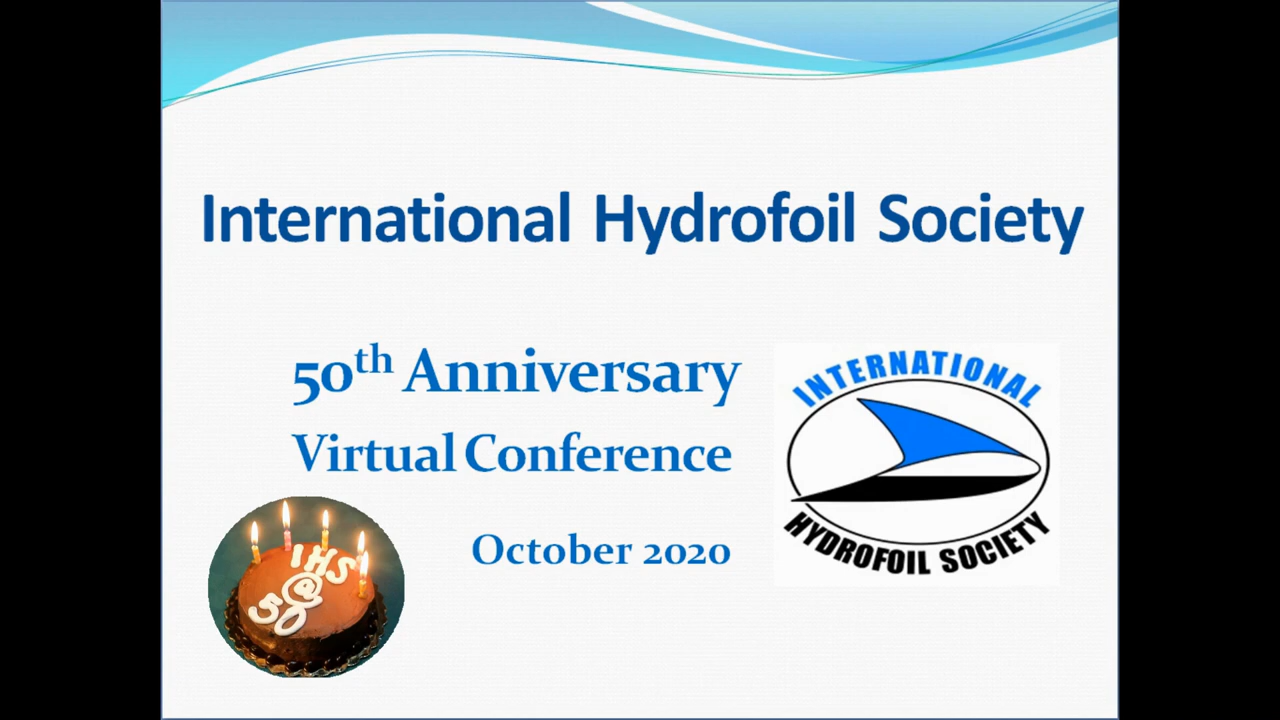 International Hydrofoil Society
50th Anniversary
Virtual Conference
October 2020
INTERNATIONAL
HYDROFOIL SOCIETY
IHS
@
50